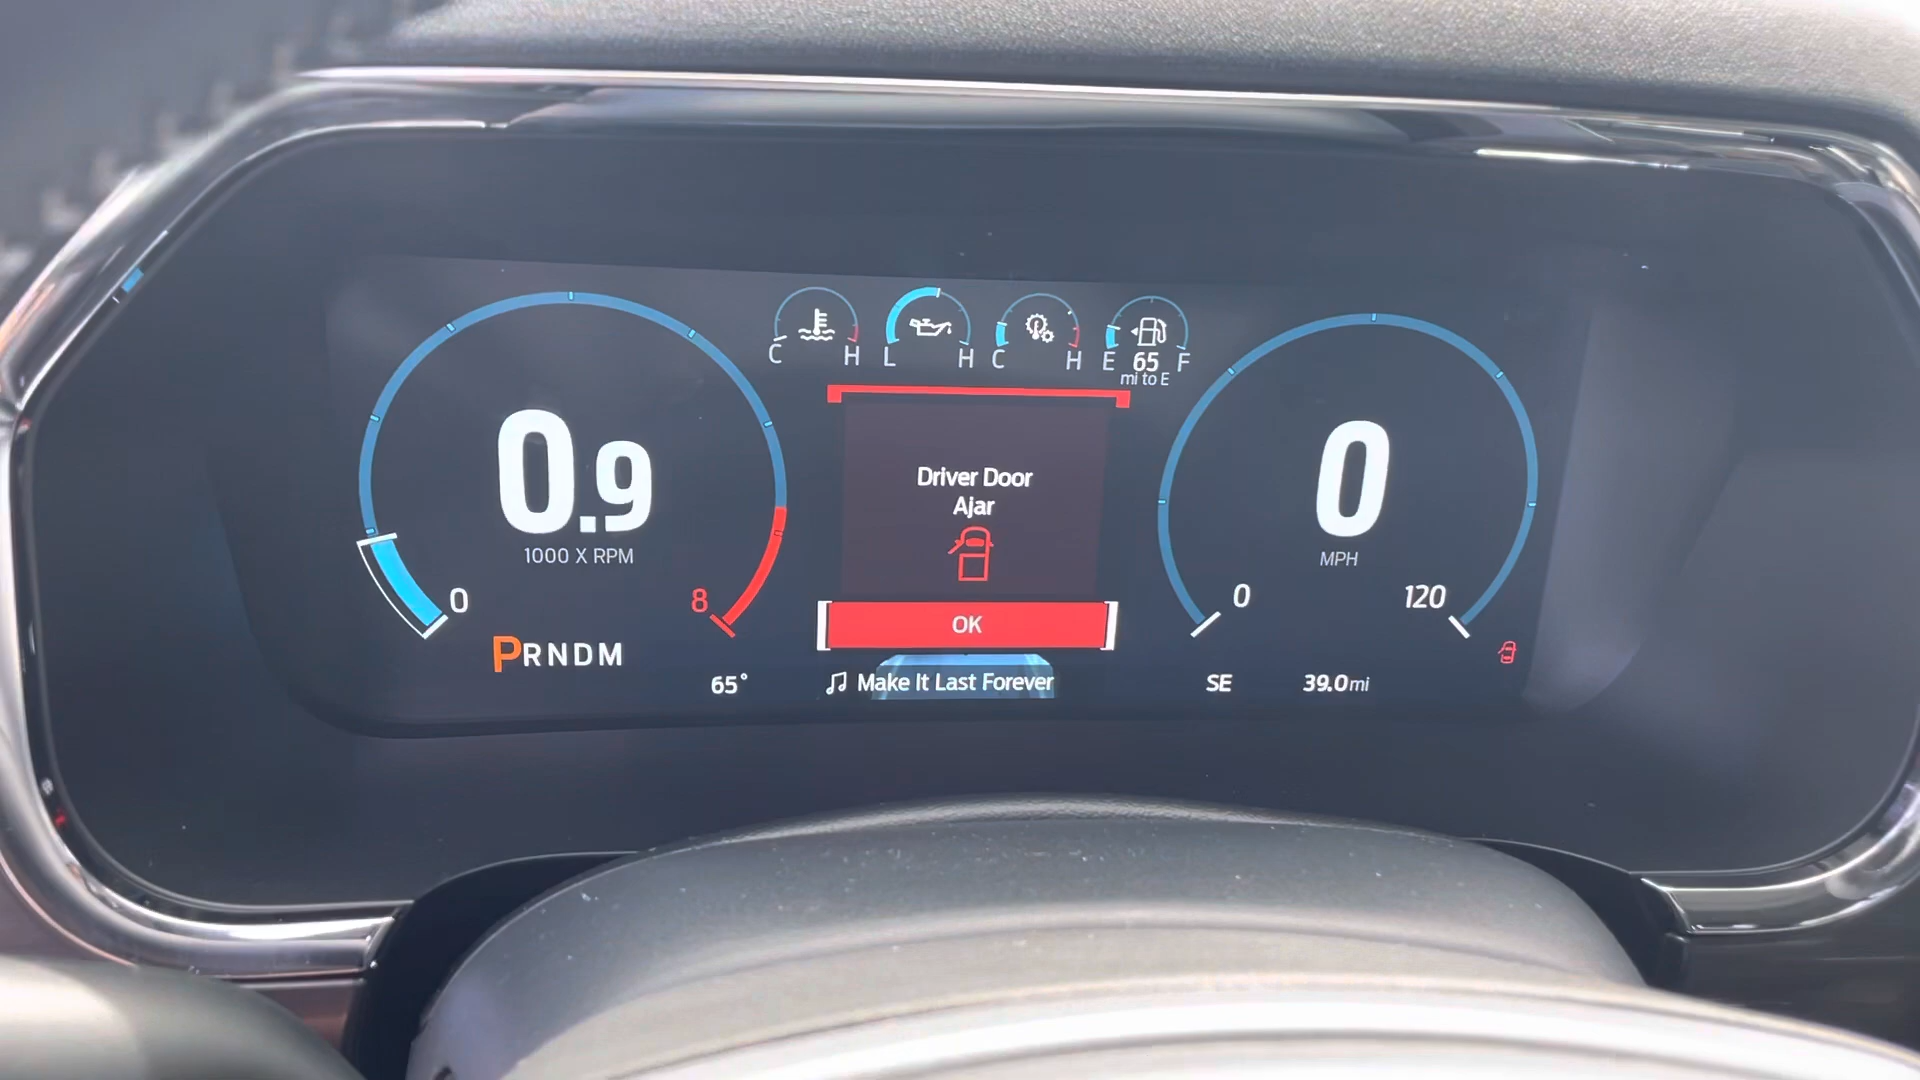 C H L H C H E 65 F
mi to E
0.9
1000 X RPM
0 8
PRNDM
65°
Driver Door
Ajar
OK
Make It Last Forever
0
MPH
0 120
SE 39.0mi